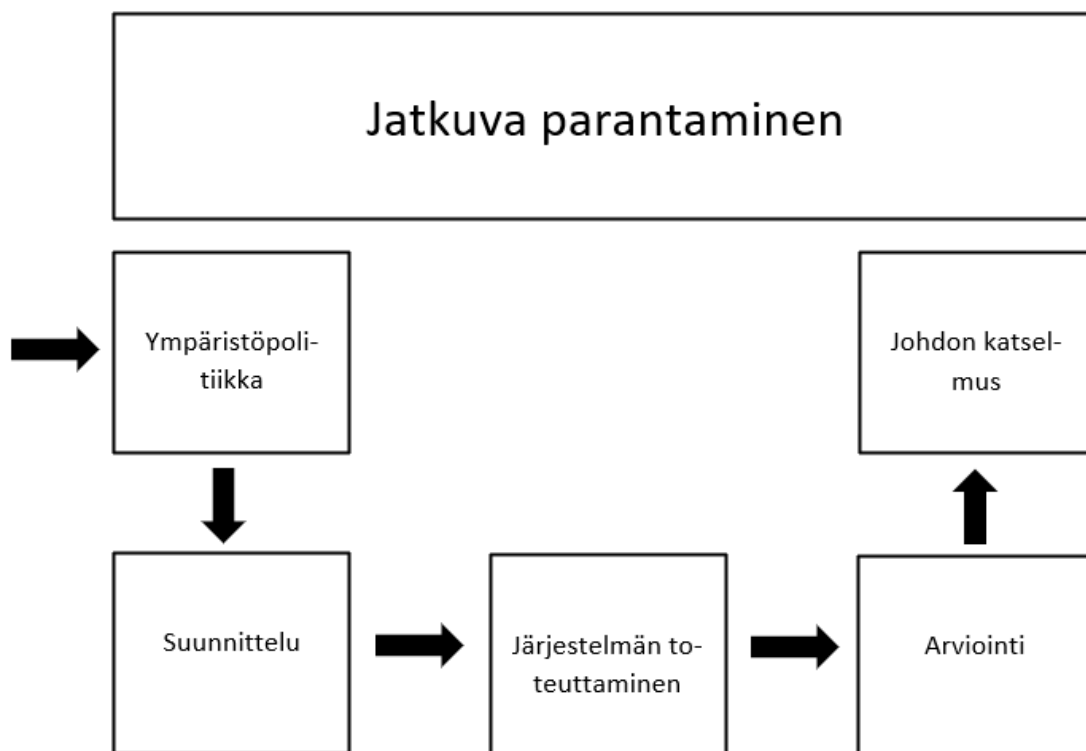 Jatkuva parantaminen
Ympäristöpoli-
tiikka
Johdon katsel-
mus
Suunnittelu
Järjestelmän to-
teuttaminen
Arviointi